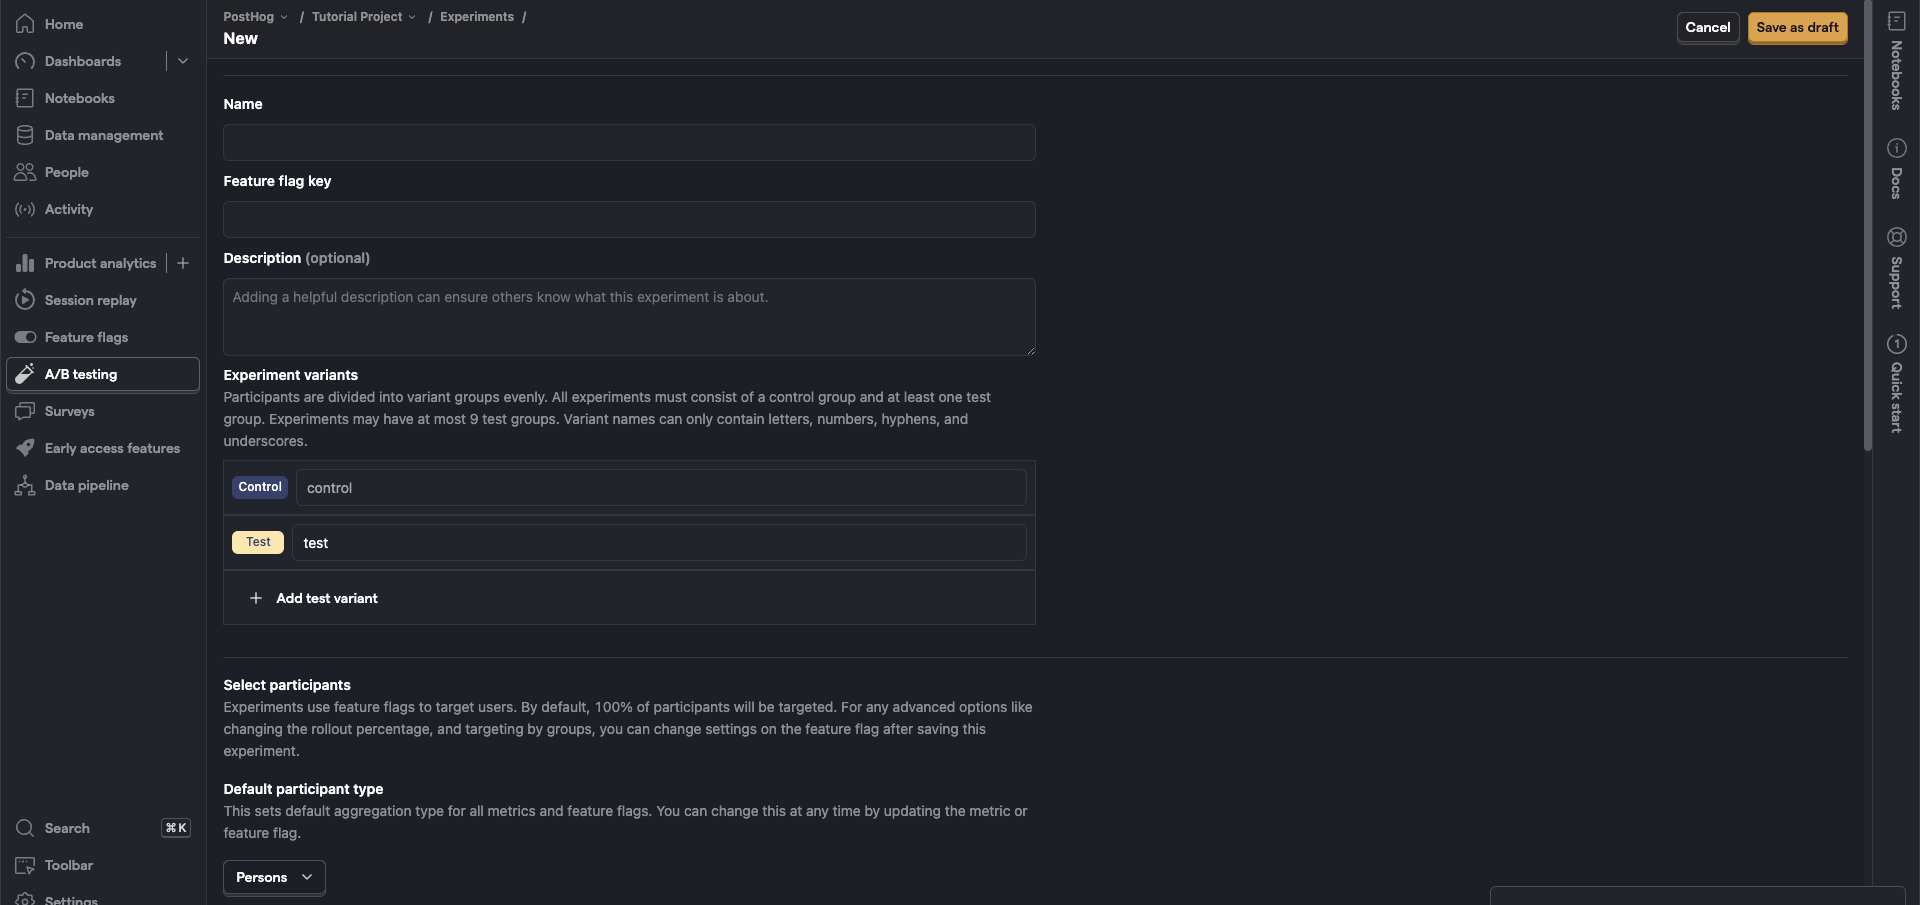 Home
Dashboards
Notebooks
Data management
People
Activity
Product analytics
Session replay
Feature flags
A/B testing
Surveys
Early access features
Data pipeline
Search ⌘K
Toolbar
Settings
PostHog / Tutorial Project / Experiments /
New
Cancel
Save as draft
Name
Feature flag key
Description (optional)
Adding a helpful description can ensure others know what this experiment is about.
Experiment variants
Participants are divided into variant groups evenly. All experiments must consist of a control group and at least one test
group. Experiments may have at most 9 test groups. Variant names can only contain letters, numbers, hyphens, and
underscores.
Control control
Test test
+ Add test variant
Select participants
Experiments use feature flags to target users. By default, 100% of participants will be targeted. For any advanced options like
changing the rollout percentage, and targeting by groups, you can change settings on the feature flag after saving this
experiment.
Default participant type
This sets default aggregation type for all metrics and feature flags. You can change this at any time by updating the metric or
feature flag.
Persons
Notebooks
Docs
Support
1
Quick start